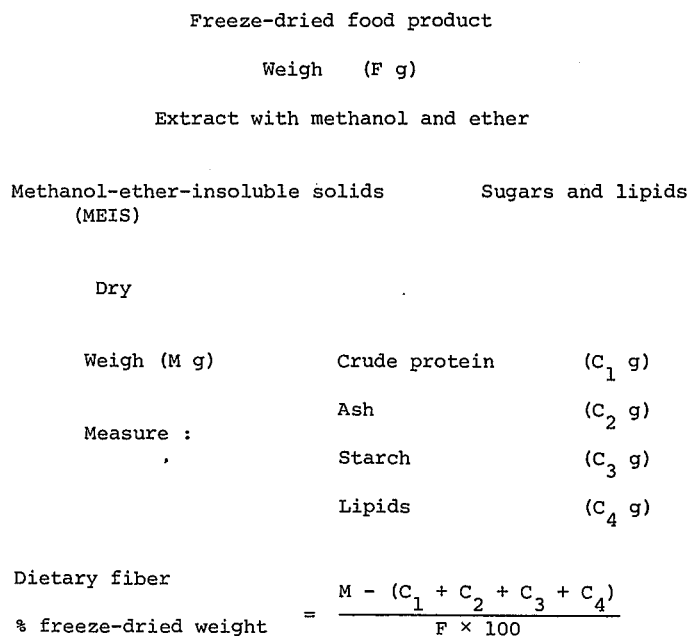 Freeze-dried food product
Weigh (F g)
Extract with methanol and ether
Methanol-ether-insoluble solids Sugars and lipids
(MEIS)
Dry
Weigh (M g) Crude protein (C1 g)
Ash (C2 g)
Measure :
Starch (C3 g)
Lipids (C4 g)
Dietary fiber
% freeze-dried weight = M - (C1 + C2 + C3 + C4)
F × 100